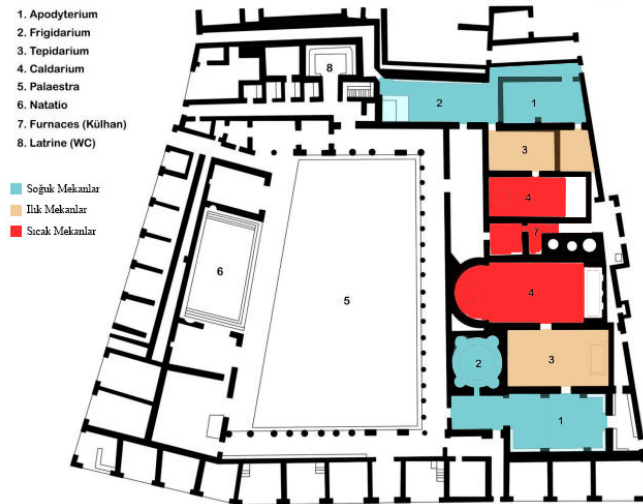 1. Apodyterium
2. Frigidarium
3. Tepidarium
4. Caldarium
5. Palaestra
6. Natatio
7. Furnaces (Külhan)
8. Latrine (WC)
Soğuk Mekanlar
Ilık Mekanlar
Sıcak Mekanlar
8
2
1
3
4
7
6
5
4
2
3
1